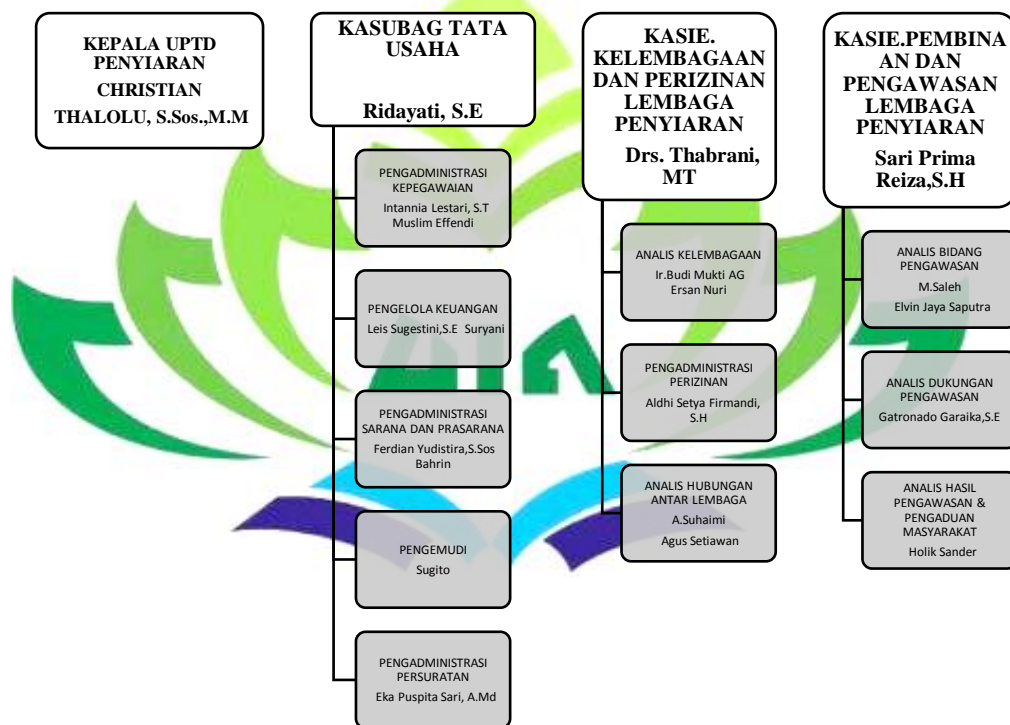 KEPALA UPTD
PENYIARAN
CHRISTIAN
THALOLU, S.Sos.,M.M
KASUBAG TATA
USAHA
Ridayati, S.E
PENGADMINISTRASI
KEPEGAWAIAN
Intannia Lestari, S.T
Muslim Effendi
PENGELOLA KEUANGAN
Leis Sugestini,S.E Suryani
PENGADMINISTRASI
SARANA DAN PRASARANA
Ferdian Yudistira,S.Sos
Bahrin
PENGEMUDI
Sugito
PENGADMINISTRASI
PERSURATAN
Eka Puspita Sari, A.Md
KASIE.
KELEMBAGAAN
DAN PERIZINAN
LEMBAGA
PENYIARAN
Drs. Thabrani,
MT
ANALIS KELEMBAGAAN
Ir.Budi Mukti AG
Ersan Nuri
PENGADMINISTRASI
PERIZINAN
Aldhi Setya Firmandi,
S.H
ANALIS HUBUNGAN
ANTAR LEMBAGA
A.Suhaimi
Agus Setiawan
KASIE.PEMBINA
AN DAN
PENGAWASAN
LEMBAGA
PENYIARAN
Sari Prima
Reiza,S.H
ANALIS BIDANG
PENGAWASAN
M.Saleh
Elvin Jaya Saputra
ANALIS DUKUNGAN
PENGAWASAN
Gatronado Garaika,S.E
ANALIS HASIL
PENGAWASAN &
PENGADUAN
MASYARAKAT
Holik Sander